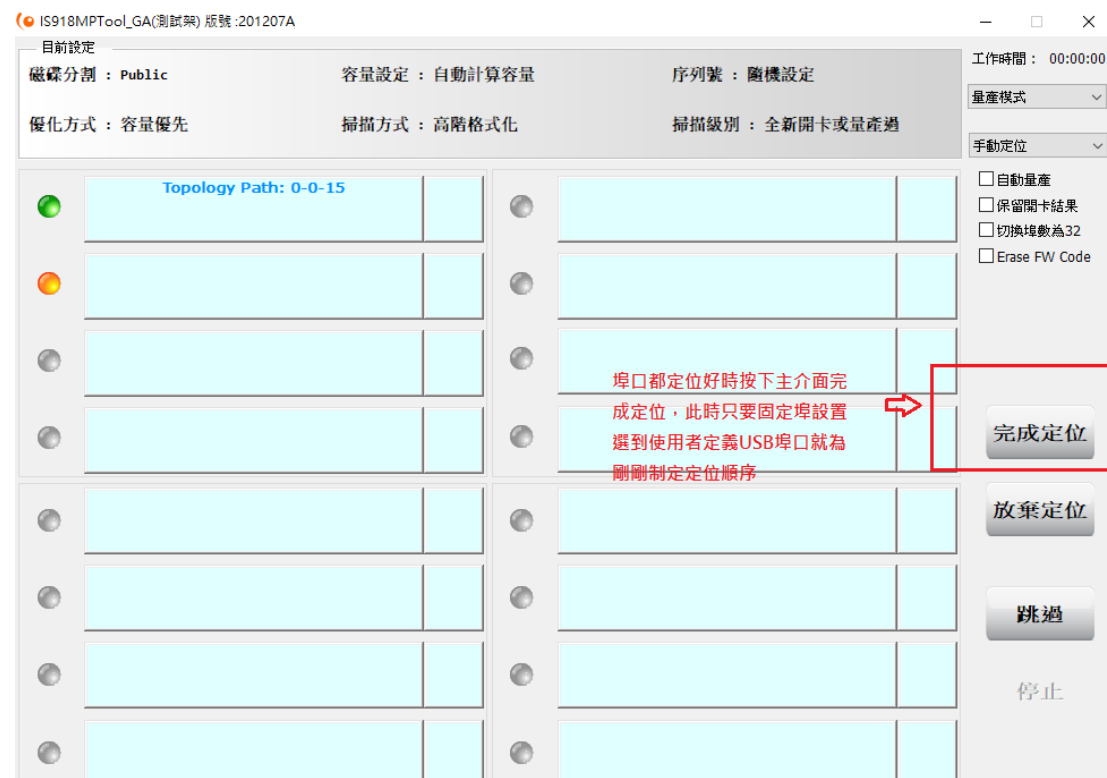 IS918MPTool_GA(測試架) 版號:201207A
目前設定
磁碟分割 : Public
容量設定 : 自動計算容量
序列號 : 隨機設定
優化方式 : 容量優先
掃描方式 : 高階格式化
掃描級別 : 全新開卡或量產過
工作時間: 00:00:00
量產模式
手動定位
自動量產
保留開卡結果
切換埠數為32
Erase FW Code
Topology Path: 0-0-15
埠口都定位好時按下主介面完
成定位，此時只要固定埠設置
選到使用者定義USB埠口就為
剛剛制定定位順序
完成定位
放棄定位
跳過
停止